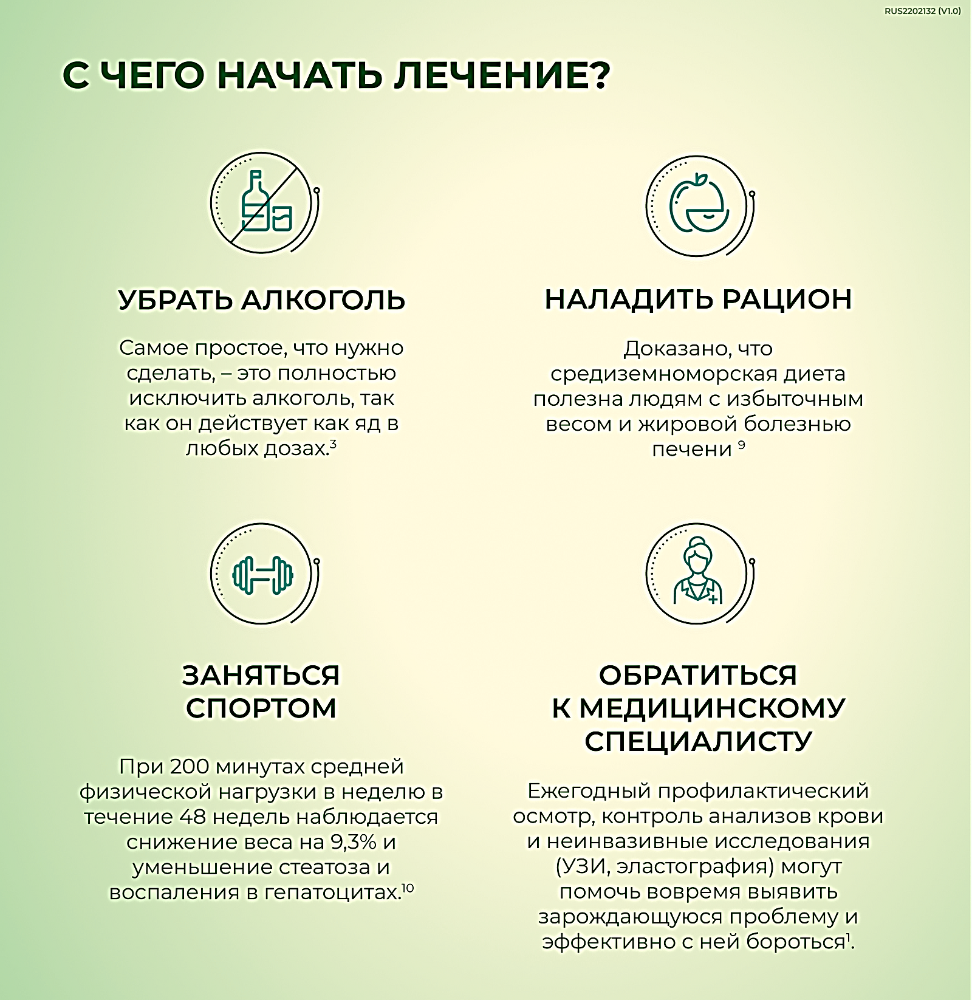 RUS2202132 (V1.0)
С ЧЕГО НАЧАТЬ ЛЕЧЕНИЕ?
УБРАТЬ АЛКОГОЛЬ
Самое простое, что нужно
сделать, – это полностью
исключить алкоголь, так
как он действует как яд в
любых дозах.³
НАЛАДИТЬ РАЦИОН
Доказано, что
средиземноморская диета
полезна людям с избыточным
весом и жировой болезнью
печени ⁹
ЗАНЯТЬСЯ
СПОРТОМ
При 200 минутах средней
физической нагрузки в неделю в
течение 48 недель наблюдается
снижение веса на 9,3% и
уменьшение стеатоза и
воспаления в гепатоцитах.¹⁰
ОБРАТИТЬСЯ
К МЕДИЦИНСКОМУ
СПЕЦИАЛИСТУ
Ежегодный профилактический
осмотр, контроль анализов крови
и неинвазивные исследования
(УЗИ, эластография) могут
помочь вовремя выявить
зарождающуюся проблему и
эффективно с ней бороться¹.